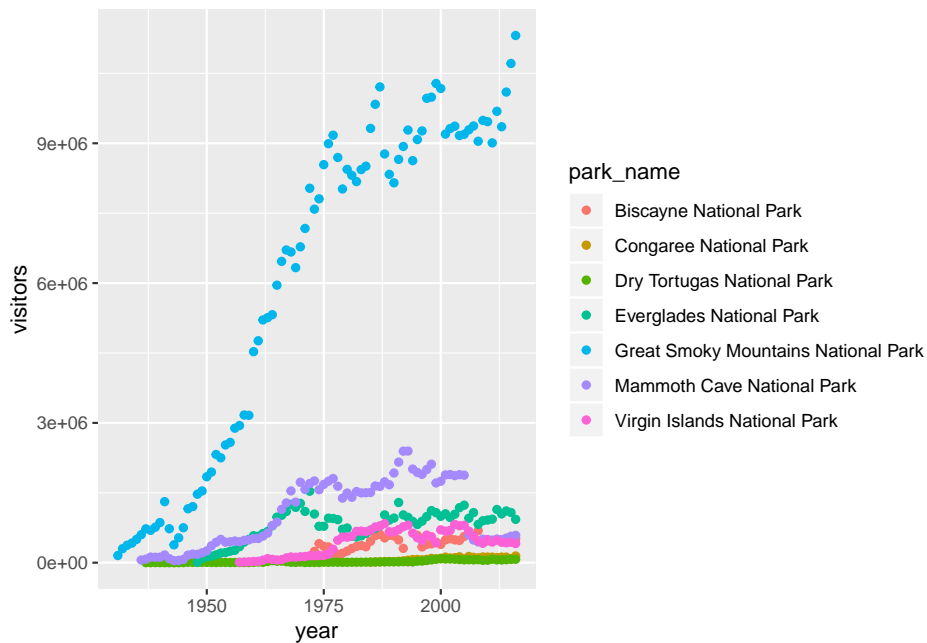 9e+06
6e+06
3e+06
0e+00
visitors
1950
1975
2000
year
park_name
Biscayne National Park
Congaree National Park
Dry Tortugas National Park
Everglades National Park
Great Smoky Mountains National Park
Mammoth Cave National Park
Virgin Islands National Park